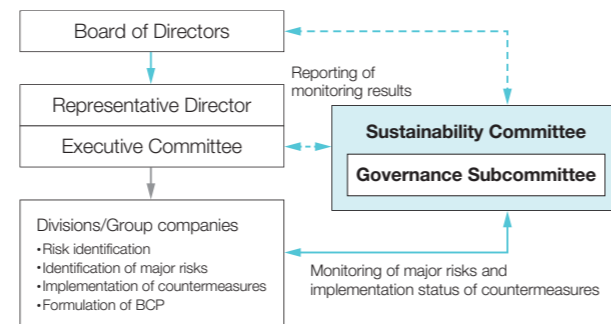 Board of Directors
Reporting of
monitoring results
Representative Director
Executive Committee
Sustainability Committee
Governance Subcommittee
Divisions/Group companies
•Risk identification
•Identification of major risks
•Implementation of countermeasures
•Formulation of BCP
Monitoring of major risks and
implementation status of countermeasures